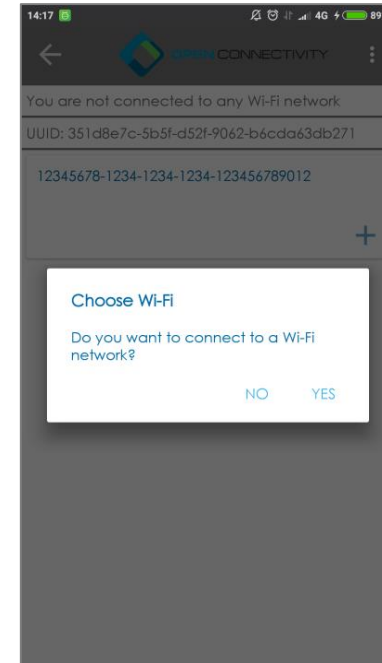 14:17 4G 89
OPEN CONNECTIVITY
You are not connected to any Wi-Fi network
UUID: 351d8e7c-5b5f-d52f-9062-b6cda63db271
12345678-1234-1234-1234-123456789012
+
Choose Wi-Fi
Do you want to connect to a Wi-Fi
network?
NO YES